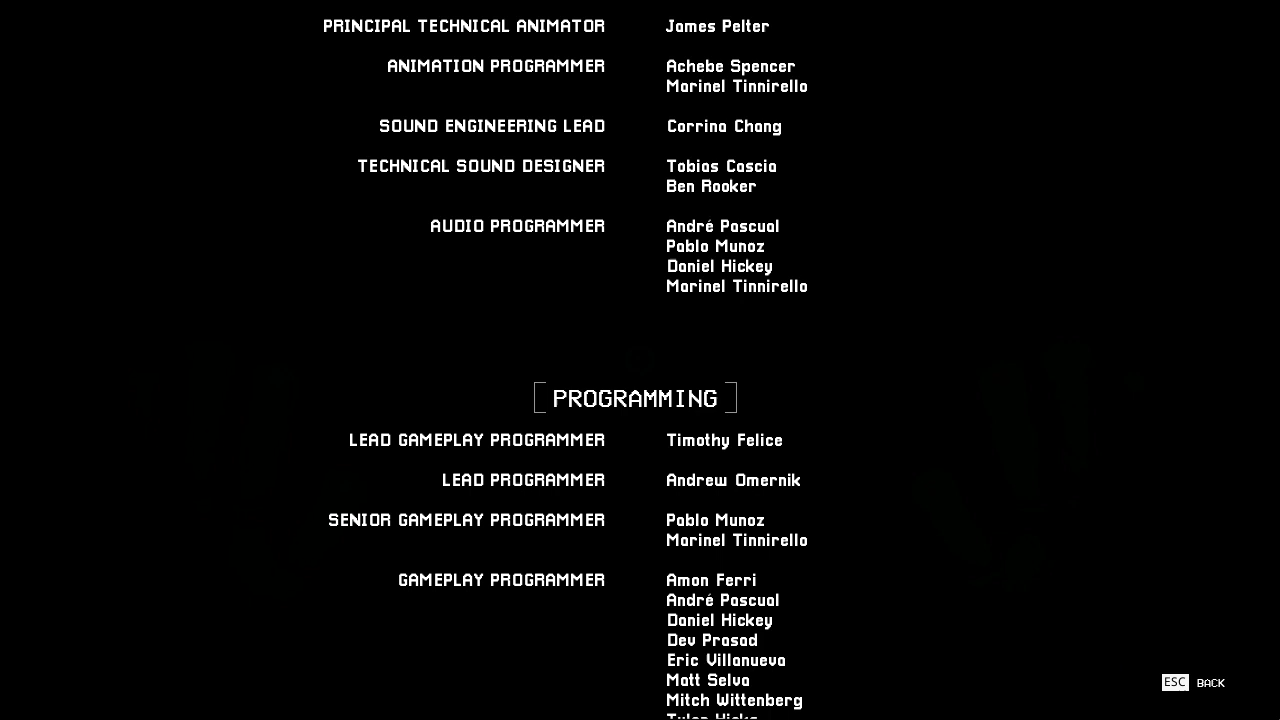 PRINCIPAL TECHNICAL ANIMATOR James Pelter
ANIMATION PROGRAMMER Achebe Spencer
Marinel Tinnirello
SOUND ENGINEERING LEAD Corrina Chang
TECHNICAL SOUND DESIGNER Tobias Cascia
Ben Rooker
AUDIO PROGRAMMER André Pascual
Pablo Munoz
Daniel Hickey
Marinel Tinnirello
PROGRAMMING
LEAD GAMEPLAY PROGRAMMER Timothy Felice
LEAD PROGRAMMER Andrew Omernik
SENIOR GAMEPLAY PROGRAMMER Pablo Munoz
Marinel Tinnirello
GAMEPLAY PROGRAMMER Amon Ferri
André Pascual
Daniel Hickey
Dev Prasad
Eric Villanueva
Matt Selva
Mitch Wittenberg
ESC BACK